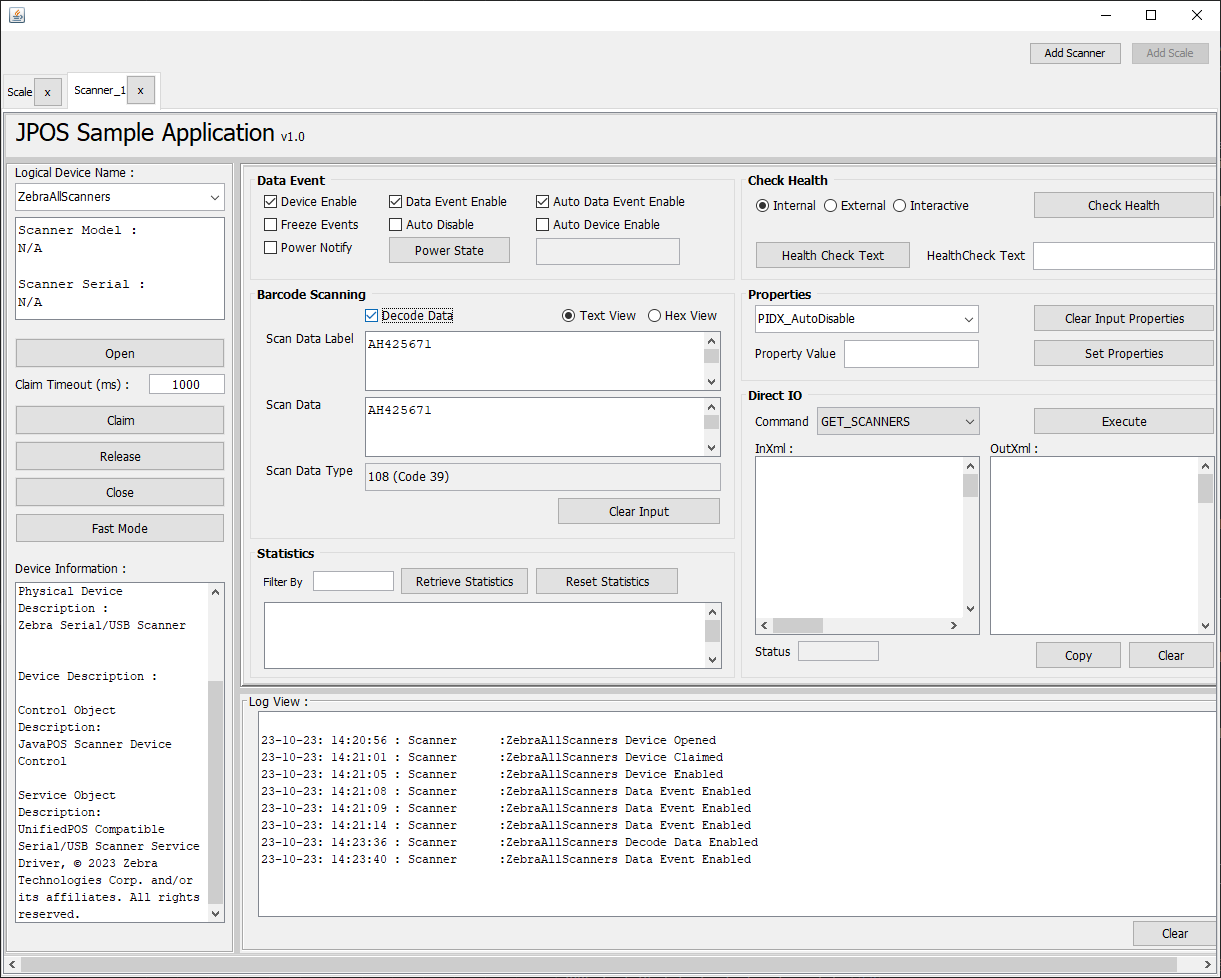 Add Scanner
Add Scale
Scale
x
Scanner_1
x
JPOS Sample Application v1.0
Logical Device Name :
ZebraAllScanners
Scanner Model :
N/A
Scanner Serial :
N/A
Open
Claim Timeout (ms) :
1000
Claim
Release
Close
Fast Mode
Device Information :
Physical Device
Description :
Zebra Serial/USB Scanner
Device Description :
Control Object
Description:
JavaPOS Scanner Device
Control
Service Object
Description:
UnifiedPOS Compatible
Serial/USB Scanner Service
Driver, © 2023 Zebra
Technologies Corp. and/or
its affiliates. All rights
reserved.
Data Event
Device Enable
Data Event Enable
Auto Data Event Enable
Freeze Events
Auto Disable
Auto Device Enable
Power Notify
Power State
Barcode Scanning
Decode Data
Text View
Hex View
Scan Data Label
AH425671
Scan Data
AH425671
Scan Data Type
108 (Code 39)
Clear Input
Statistics
Filter By
Retrieve Statistics
Reset Statistics
Check Health
Internal
External
Interactive
Check Health
Health Check Text
HealthCheck Text
Properties
PIDX_AutoDisable
Clear Input Properties
Property Value
Set Properties
Direct IO
Command
GET_SCANNERS
Execute
InXml :
OutXml :
Status
Copy
Clear
Log View :
23-10-23: 14:20:56 : Scanner      :ZebraAllScanners Device Opened
23-10-23: 14:21:01 : Scanner      :ZebraAllScanners Device Claimed
23-10-23: 14:21:05 : Scanner      :ZebraAllScanners Device Enabled
23-10-23: 14:21:08 : Scanner      :ZebraAllScanners Data Event Enabled
23-10-23: 14:21:09 : Scanner      :ZebraAllScanners Data Event Enabled
23-10-23: 14:21:14 : Scanner      :ZebraAllScanners Data Event Enabled
23-10-23: 14:23:36 : Scanner      :ZebraAllScanners Decode Data Enabled
23-10-23: 14:23:40 : Scanner      :ZebraAllScanners Data Event Enabled
Clear